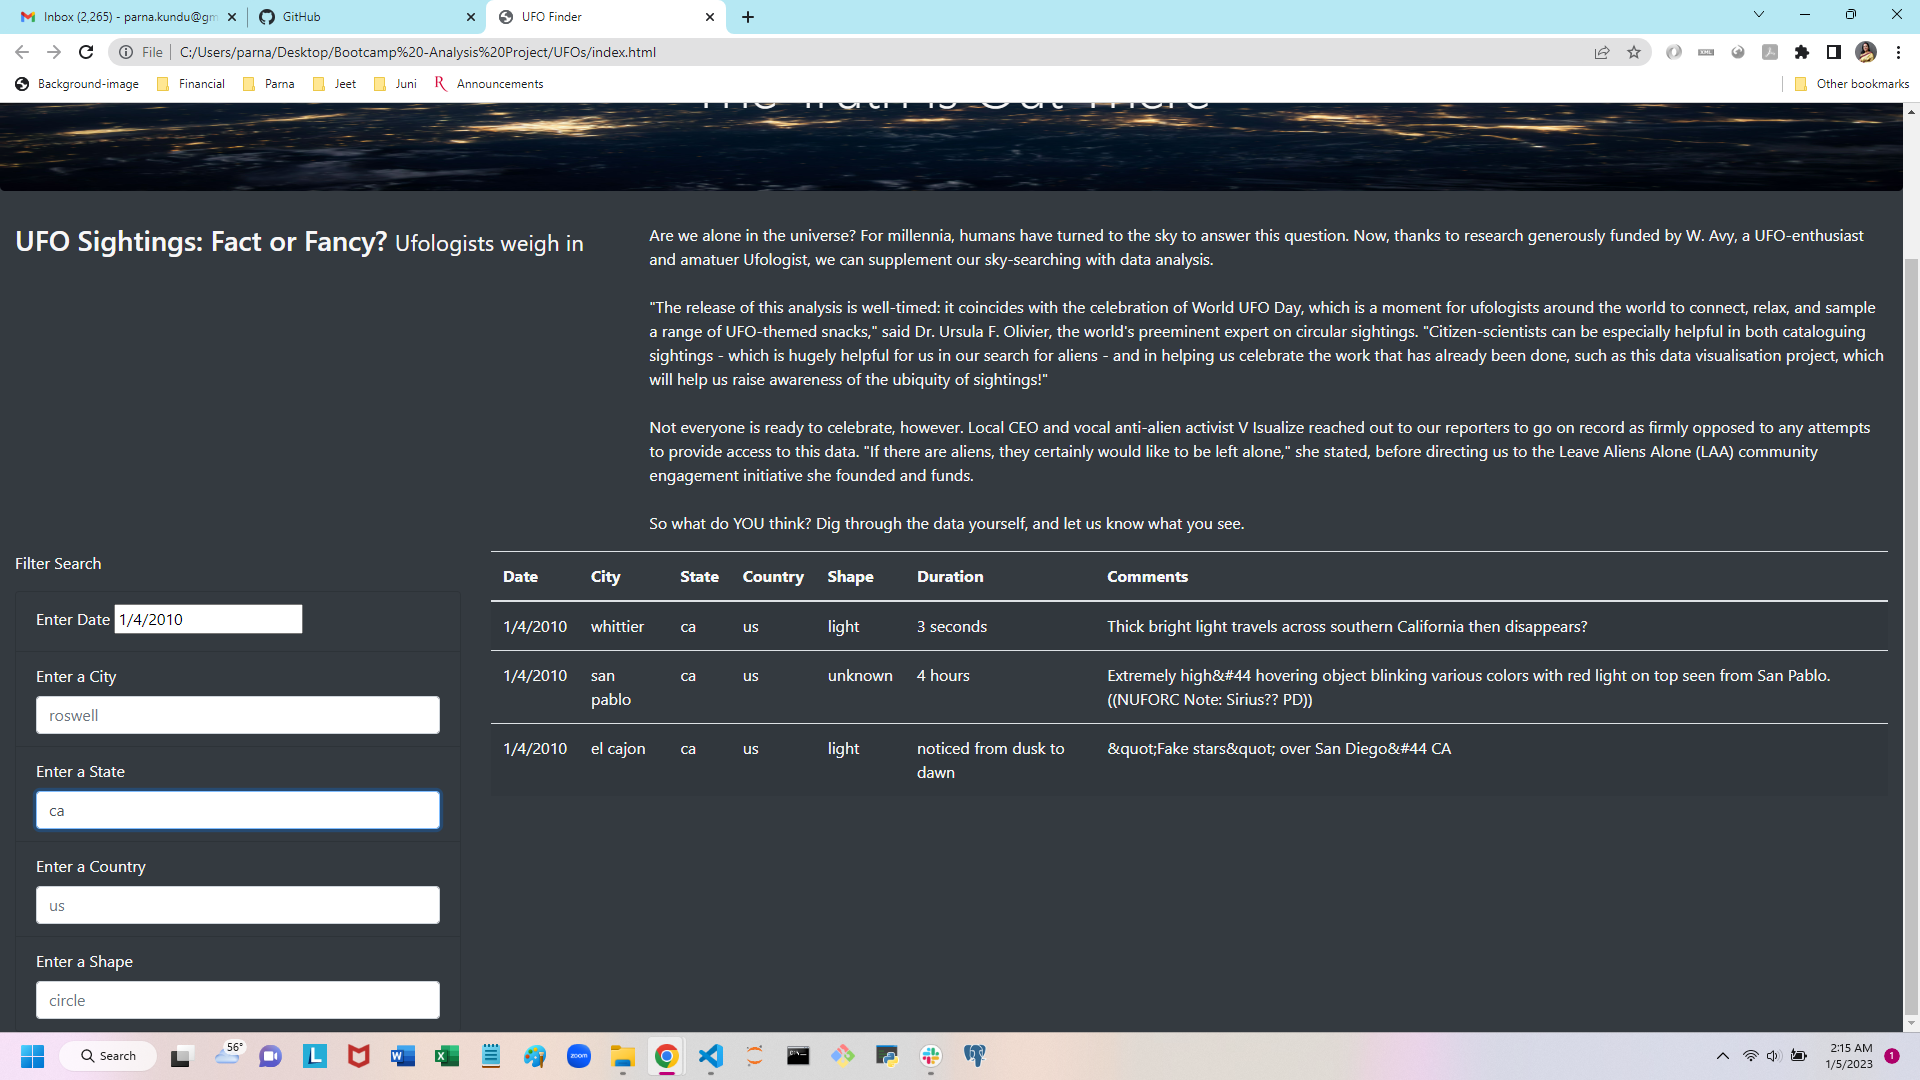 Inbox (2,265) - parna.kundu@gm
GitHub
UFO Finder
File
C:/Users/parna/Desktop/Bootcamp%20-Analysis%20Project/UFOs/index.html
Background-image
Financial
Parna
Jeet
Juni
R
Announcements
Other bookmarks
The Truth Is Out There
UFO Sightings: Fact or Fancy? Ufologists weigh in
Are we alone in the universe? For millennia, humans have turned to the sky to answer this question. Now, thanks to research generously funded by W. Avy, a UFO-enthusiast
and amatuer Ufologist, we can supplement our sky-searching with data analysis.
"The release of this analysis is well-timed: it coincides with the celebration of World UFO Day, which is a moment for ufologists around the world to connect, relax, and sample
a range of UFO-themed snacks," said Dr. Ursula F. Olivier, the world's preeminent expert on circular sightings. "Citizen-scientists can be especially helpful in both cataloguing
sightings - which is hugely helpful for us in our search for aliens - and in helping us celebrate the work that has already been done, such as this data visualisation project, which
will help us raise awareness of the ubiquity of sightings!"
Not everyone is ready to celebrate, however. Local CEO and vocal anti-alien activist V Isualize reached out to our reporters to go on record as firmly opposed to any attempts
to provide access to this data. "If there are aliens, they certainly would like to be left alone," she stated, before directing us to the Leave Aliens Alone (LAA) community
engagement initiative she founded and funds.
So what do YOU think? Dig through the data yourself, and let us know what you see.
Filter Search
Enter Date 1/4/2010
Enter a City
roswell
Enter a State
ca
Enter a Country
us
Enter a Shape
circle
Date City State Country Shape Duration Comments
1/4/2010 whittier ca us light 3 seconds Thick bright light travels across southern California then disappears?
1/4/2010 san ca us unknown 4 hours Extremely high&#44 hovering object blinking various colors with red light on top seen from San Pablo.
pablo ((NUFORC Note: Sirius?? PD))
1/4/2010 el cajon ca us light noticed from dusk to &quot;Fake stars&quot; over San Diego&#44 CA
dawn
Search
56°
L
W
X
zoom
2:15 AM
1/5/2023
1